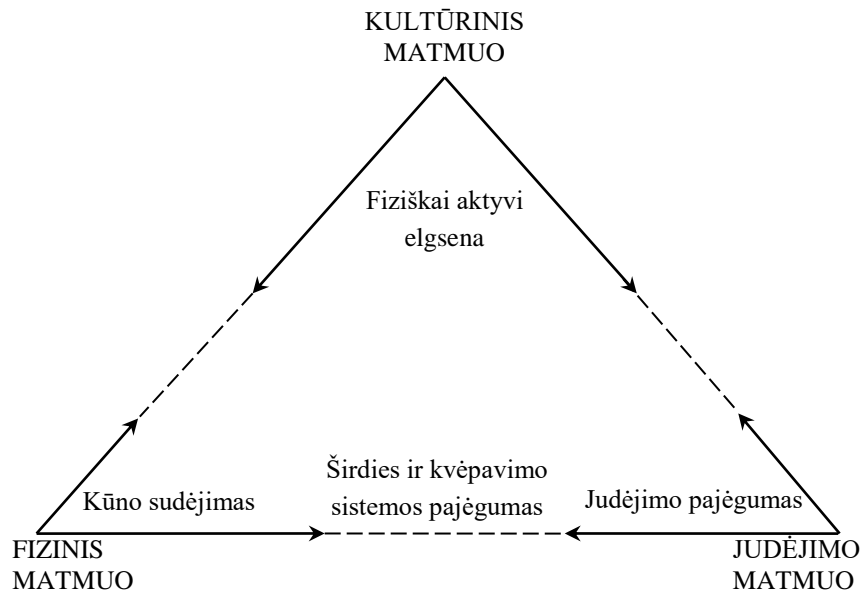 KULTŪRINIS
MATMUO
Fiziškai aktyvi
elgsena
Širdies ir kvėpavimo
sistemos pajėgumas
Kūno sudėjimas
Judėjimo pajėgumas
FIZINIS
MATMUO
JUDĖJIMO
MATMUO